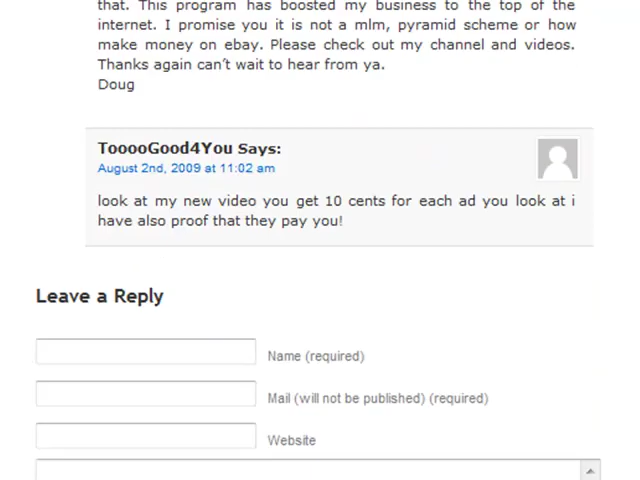 that. This program has boosted my business to the top of the
internet. I promise you it is not a mlm, pyramid scheme or how
make money on ebay. Please check out my channel and videos.
Thanks again can't wait to hear from ya.
Doug
TooooGood4You Says:
August 2nd, 2009 at 11:02 am
look at my new video you get 10 cents for each ad you look at i
have also proof that they pay you!
Leave a Reply
Name (required)
Mail (will not be published) (required)
Website